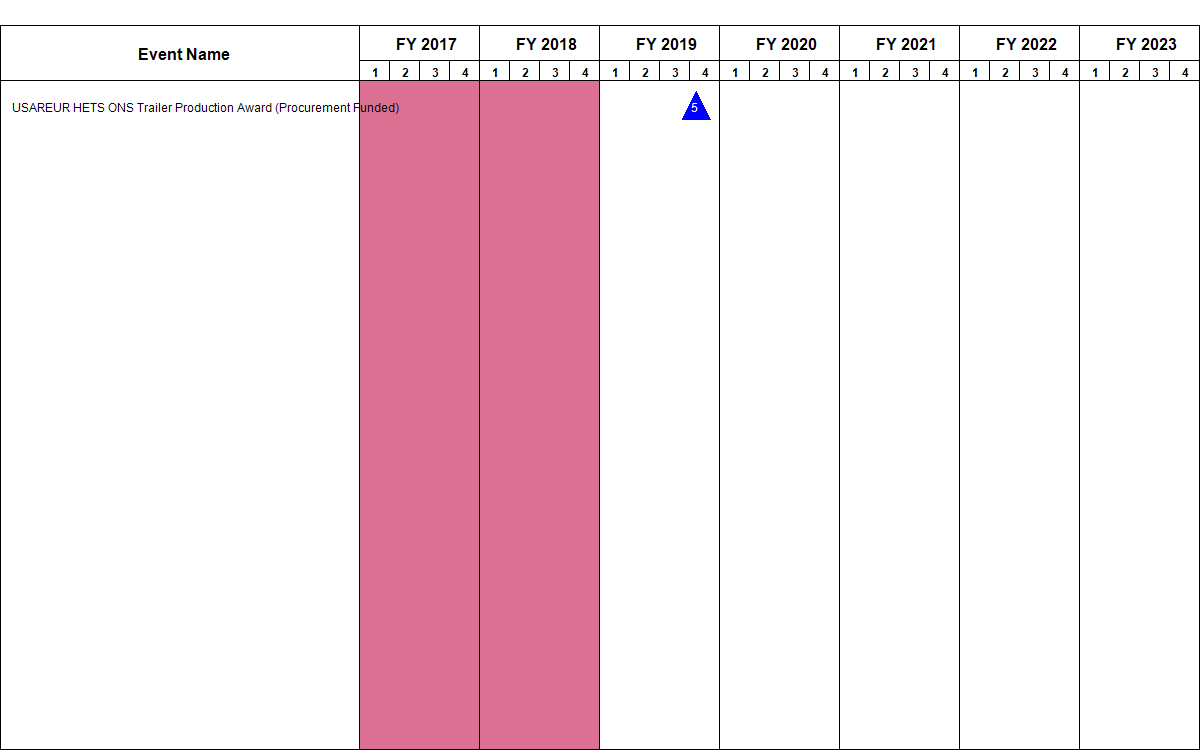 Event Name
FY 2017 FY 2018 FY 2019 FY 2020 FY 2021 FY 2022 FY 2023
1 2 3 4 1 2 3 4 1 2 3 4 1 2 3 4 1 2 3 4 1 2 3 4 1 2 3 4
USAREUR HETS ONS Trailer Production Award (Procurement Funded) 5